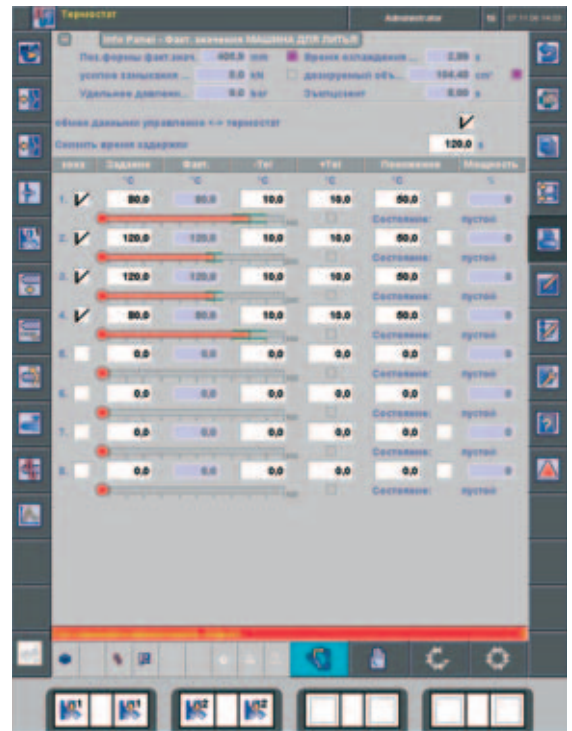 Термостат Administrator
Info Panel - Факт. значения МАШИНА ДЛЯ ЛИТЬЯ
Поз.формы факт.знач. 400,9 mm Время охлаждения ... 2,00 s
усилие замыкания 0,0 kN дозируемый объ... 104,40 cm³
Удельное давлени... 0,0 bar Эъепцсент 0,00 s
обмен данными управление <-> термостат
Сменить время задержки 120.0 s
зона Задание Факт. -Tol +Tol Понижение Мощность
°C °C °C °C °C %
1. 80,0 80,0 10,0 10,0 50,0 0
Состояние: пустой
2. 120,0 120,0 10,0 10,0 50,0 0
Состояние: пустой
3. 120,0 120,0 10,0 10,0 50,0 0
Состояние: пустой
4. 80,0 80,0 10,0 10,0 50,0 0
Состояние: пустой
5. 0,0 0,0 0,0 0,0 0,0 0
Состояние: пустой
6. 0,0 0,0 0,0 0,0 0,0 0
Состояние: пустой
7. 0,0 0,0 0,0 0,0 0,0 0
Состояние: пустой
8. 0,0 0,0 0,0 0,0 0,0 0
Состояние: пустой